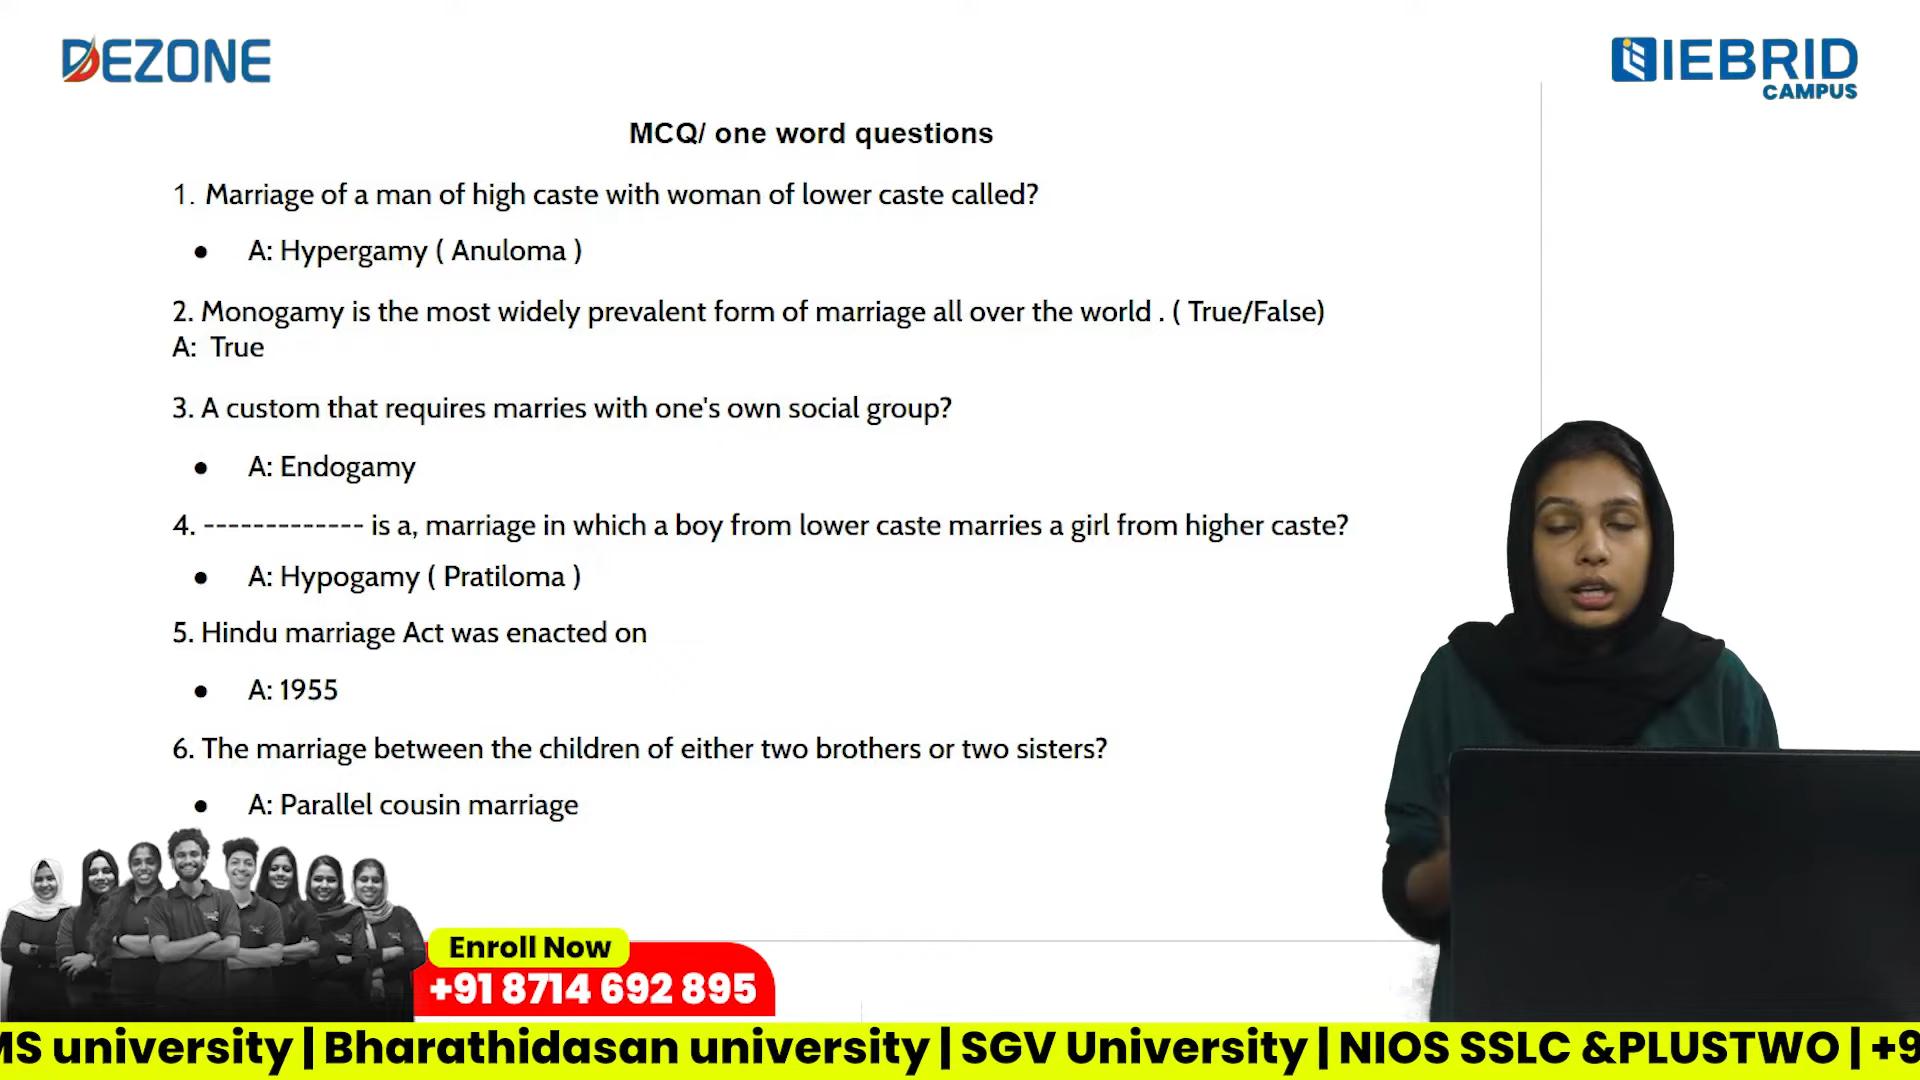 DEZONE
IEBRID
CAMPUS
MCQ/ one word questions
1. Marriage of a man of high caste with woman of lower caste called?
● A: Hypergamy ( Anuloma )
2. Monogamy is the most widely prevalent form of marriage all over the world . ( True/False)
A: True
3. A custom that requires marries with one's own social group?
● A: Endogamy
4. ------------- is a, marriage in which a boy from lower caste marries a girl from higher caste?
● A: Hypogamy ( Pratiloma )
5. Hindu marriage Act was enacted on
● A: 1955
6. The marriage between the children of either two brothers or two sisters?
● A: Parallel cousin marriage
Enroll Now
+91 8714 692 895
MS university | Bharathidasan university | SGV University | NIOS SSLC &PLUSTWO | +9